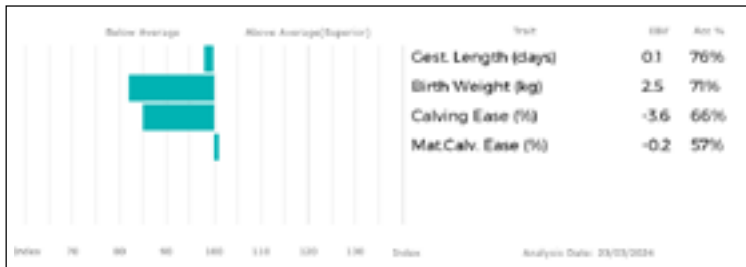 Below Average Above Average(Superior) Trait EBV Acc %
Gest. Length (days) 0.1 76%
Birth Weight (kg) 2.5 71%
Calving Ease (%) -3.6 66%
Mat.Calv. Ease (%) -0.2 57%
Index 70 80 90 100 110 120 130 Index Analysis Date: 23/03/2024